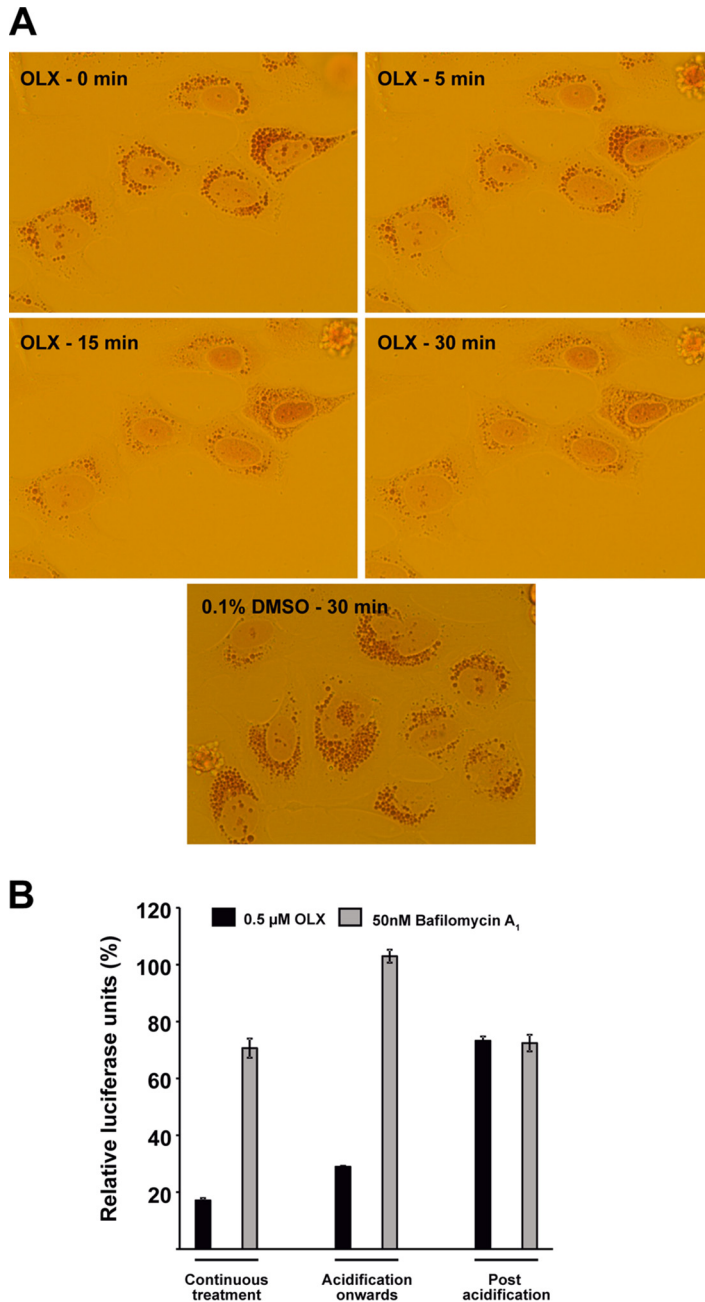 A
OLX - 0 min
OLX - 5 min
OLX - 15 min
OLX - 30 min
0.1% DMSO - 30 min
B
Relative luciferase units (%)
120
100
80
60
40
20
0.5 µM OLX
50nM Bafilomycin A₁
Continuous
treatment
Acidification
onwards
Post
acidification